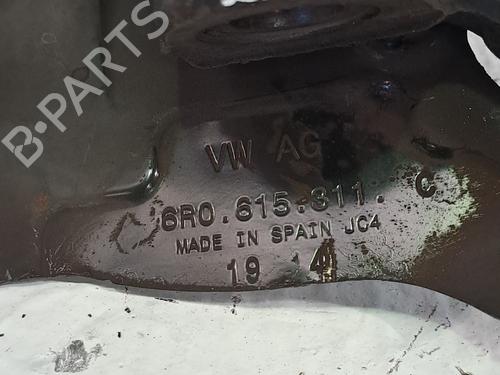 B-PARTS
VW AG
6R0.615.311. C
MADE IN SPAIN JC4
19 14